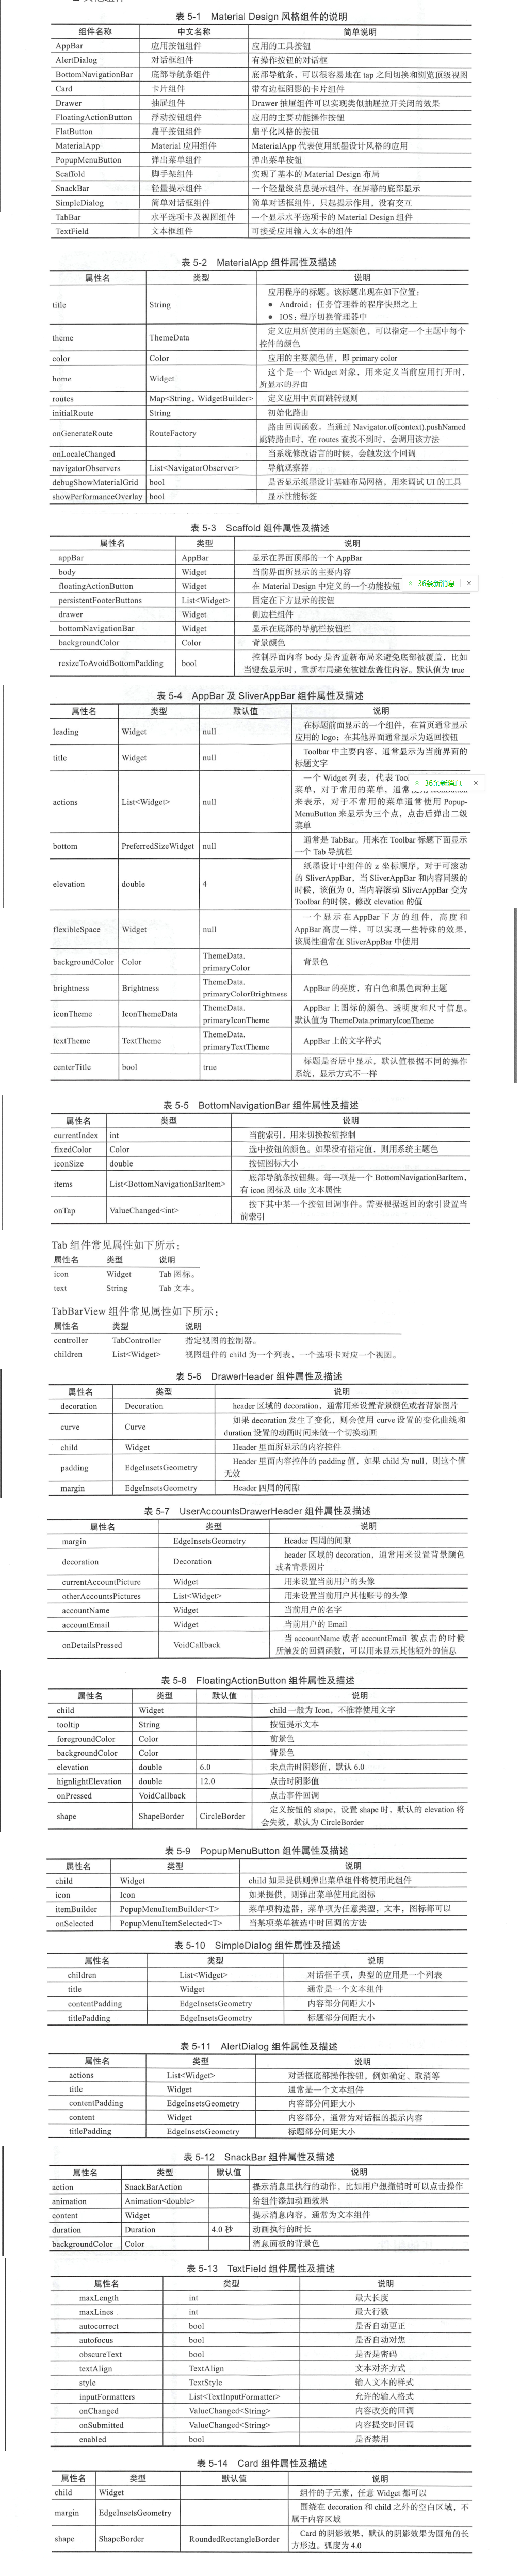 表 5-1 Material Design 风格组件的说明
组件名称 中文名称 简单说明
AppBar 应用按钮组件 应用的工具按钮
AlertDialog 对话框组件 有操作按钮的对话框
BottomNavigationBar 底部导航条组件 底部导航条，可以很容易地在 tap 之间切换和浏览顶级视图
Card 卡片组件 带有边框阴影的卡片组件
Drawer 抽屉组件 Drawer 抽屉组件可以实现类似抽屉拉开关闭的效果
FloatingActionButton 浮动按钮组件 应用的主要功能操作按钮
FlatButton 扁平按钮组件 扁平化风格的按钮
MaterialApp Material 应用组件 MaterialApp 代表使用纸墨设计风格的应用
PopupMenuButton 弹出菜单组件 弹出菜单按钮
Scaffold 脚手架组件 实现了基本的 Material Design 布局
SnackBar 轻量提示组件 一个轻量级消息提示组件，在屏幕的底部显示
SimpleDialog 简单对话框组件 简单对话框组件，只起提示作用，没有交互
TabBar 水平选项卡及视图组件 一个显示水平选项卡的 Material Design 组件
TextField 文本框组件 可接受应用输入文本的组件
表 5-2 MaterialApp 组件属性及描述
属性名 类型 说明
title String 应用程序的标题。该标题出现在如下位置：
● Android：任务管理器的程序快照之上
● IOS：程序切换管理器中
theme ThemeData 定义应用所使用的主题颜色，可以指定一个主题中每个
控件的颜色
color Color 应用的主要颜色值，即 primary color
home Widget 这个是一个 Widget 对象，用来定义当前应用打开时，
所显示的界面
routes Map<String, WidgetBuilder> 定义应用中页面跳转规则
initialRoute String 初始化路由
onGenerateRoute RouteFactory 路由回调函数。当通过 Navigator.of(context).pushNamed
跳转路由时，在 routes 查找不到时，会调用该方法
onLocaleChanged 当系统修改语言的时候，会触发这个回调
navigatorObservers List<NavigatorObserver> 导航观察器
debugShowMaterialGrid bool 是否显示纸墨设计基础布局网格，用来调试 UI 的工具
showPerformanceOverlay bool 显示性能标签
表 5-3 Scaffold 组件属性及描述
属性名 类型 说明
appBar AppBar 显示在界面顶部的一个 AppBar
body Widget 当前界面所显示的主要内容
floatingActionButton Widget 在 Material Design 中定义的一个功能按钮
36条新消息 ×
persistentFooterButtons List<Widget> 固定在下方显示的按钮
drawer Widget 侧边栏组件
bottomNavigationBar Widget 显示在底部的导航栏按钮栏
backgroundColor Color 背景颜色
resizeToAvoidBottomPadding bool 控制界面内容 body 是否重新布局来避免底部被覆盖，比如
当键盘显示时，重新布局避免被键盘盖住内容。默认值为 true
表 5-4 AppBar 及 SliverAppBar 组件属性及描述
属性名 类型 默认值 说明
leading Widget null 在标题前面显示的一个组件，在首页通常显示
应用的 logo；在其他界面通常显示为返回按钮
title Widget null Toolbar 中主要内容，通常显示为当前界面的
标题文字
actions List<Widget> null 一个 Widget 列表，代表
36条新消息 ×
菜单，对于常用的菜单，通常
来表示，对于不常用的菜单通常使用 Popup-
MenuButton 来显示为三个点，点击后弹出二级
菜单
bottom PreferredSizeWidget null 通常是 TabBar。用来在 Toolbar 标题下面显示
一个 Tab 导航栏
elevation double 4 纸墨设计中组件的 z 坐标顺序，对于可滚动
的 SliverAppBar，当 SliverAppBar 和内容同级的时
候，该值为 0，当内容滚动 SliverAppBar 变为
Toolbar 的时候，修改 elevation 的值
flexibleSpace Widget null 一个显示在 AppBar 下方的组件，高度和
AppBar 高度一样，可以实现一些特殊的效果，
该属性通常在 SliverAppBar 中使用
backgroundColor Color ThemeData.
primaryColor 背景色
brightness Brightness ThemeData.
primaryColorBrightness AppBar 的亮度，有白色和黑色两种主题
iconTheme IconThemeData ThemeData.
primaryIconTheme AppBar 上图标的颜色、透明度和尺寸信息。
默认值为 ThemeData.primaryIconTheme
textTheme TextTheme ThemeData.
primaryTextTheme AppBar 上的文字样式
centerTitle bool true 标题是否居中显示，默认值根据不同的操作
系统，显示方式不一样
表 5-5 BottomNavigationBar 组件属性及描述
属性名 类型 说明
currentIndex int 当前索引，用来切换按钮控制
fixedColor Color 选中按钮的颜色。如果没有指定值，则用系统主题色
iconSize double 按钮图标大小
items List<BottomNavigationBarItem> 底部导航条按钮集。每一项是一个 BottomNavigationBarItem，
有 icon 图标及 title 文本属性
onTap ValueChanged<int> 按下其中某一个按钮回调事件。需要根据返回的索引设置当
前索引
Tab 组件常见属性如下所示：
属性名 类型 说明
icon Widget Tab 图标。
text String Tab 文本。
TabBarView 组件常见属性如下所示：
属性名 类型 说明
controller TabController 指定视图的控制器。
children List<Widget> 视图组件的 child 为一个列表，一个选项卡对应一个视图。
表 5-6 DrawerHeader 组件属性及描述
属性名 类型 说明
decoration Decoration header 区域的 decoration，通常用来设置背景颜色或者背景图片
curve Curve 如果 decoration 发生了变化，则会使用 curve 设置的变化曲线和
duration 设置的动画时间来做一个切换动画
child Widget Header 里面所显示的内容控件
padding EdgeInsetsGeometry Header 里面内容控件的 padding 值，如果 child 为 null，则这个值
无效
margin EdgeInsetsGeometry Header 四周的间隙
表 5-7 UserAccountsDrawerHeader 组件属性及描述
属性名 类型 说明
margin EdgeInsetsGeometry Header 四周的间隙
decoration Decoration header 区域的 decoration，通常用来设置背景颜色
或者背景图片
currentAccountPicture Widget 用来设置当前用户的头像
otherAccountsPictures List<Widget> 用来设置当前用户其他账号的头像
accountName Widget 当前用户的名字
accountEmail Widget 当前用户的 Email
onDetailsPressed VoidCallback 当 accountName 或者 accountEmail 被点击的时候
所触发的回调函数，可以用来显示其他额外的信息
表 5-8 FloatingActionButton 组件属性及描述
属性名 类型 默认值 说明
child Widget child 一般为 Icon，不推荐使用文字
tooltip String 按钮提示文本
foregroundColor Color 前景色
backgroundColor Color 背景色
elevation double 6.0 未点击时阴影值，默认 6.0
hignlightElevation double 12.0 点击时阴影值
onPressed VoidCallback 点击事件回调
shape ShapeBorder CircleBorder 定义按钮的 shape，设置 shape 时，默认的 elevation 将
会失效，默认为 CircleBorder
表 5-9 PopupMenuButton 组件属性及描述
属性名 类型 说明
child Widget child 如果提供则弹出菜单组件将使用此组件
icon Icon 如果提供，则弹出菜单使用此图标
itemBuilder PopupMenuItemBuilder<T> 菜单项构造器，菜单项为任意类型，文本，图标都可以
onSelected PopupMenuItemSelected<T> 当某项菜单被选中时回调的方法
表 5-10 SimpleDialog 组件属性及描述
属性名 类型 说明
children List<Widget> 对话框子项，典型的应用是一个列表
title Widget 通常是一个文本组件
contentPadding EdgeInsetsGeometry 内容部分间距大小
titlePadding EdgeInsetsGeometry 标题部分间距大小
表 5-11 AlertDialog 组件属性及描述
属性名 类型 说明
actions List<Widget> 对话框底部操作按钮，例如确定、取消等
title Widget 通常是一个文本组件
contentPadding EdgeInsetsGeometry 内容部分间距大小
content Widget 内容部分，通常为对话框的提示内容
titlePadding EdgeInsetsGeometry 标题部分间距大小
表 5-12 SnackBar 组件属性及描述
属性名 类型 默认值 说明
action SnackBarAction 提示消息里执行的动作，比如用户想撤销时可以点击操作
animation Animation<double> 给组件添加动画效果
content Widget 提示消息内容，通常为文本组件
duration Duration 4.0 秒 动画执行的时长
backgroundColor Color 消息面板的背景色
表 5-13 TextField 组件属性及描述
属性名 类型 说明
maxLength int 最大长度
maxLines int 最大行数
autocorrect bool 是否自动更正
autofocus bool 是否自动对焦
obscureText bool 是否是密码
textAlign TextAlign 文本对齐方式
style TextStyle 输入文本的样式
inputFormatters List<TextInputFormatter> 允许的输入格式
onChanged ValueChanged<String> 内容改变的回调
onSubmitted ValueChanged<String> 内容提交时回调
enabled bool 是否禁用
表 5-14 Card 组件属性及描述
属性名 类型 默认值 说明
child Widget 组件的子元素，任意 Widget 都可以
margin EdgeInsetsGeometry 围绕在 decoration 和 child 之外的空白区域，不
属于内容区域
shape ShapeBorder RoundedRectangleBorder Card 的阴影效果，默认的阴影效果为圆角的长
方形边。弧度为 4.0